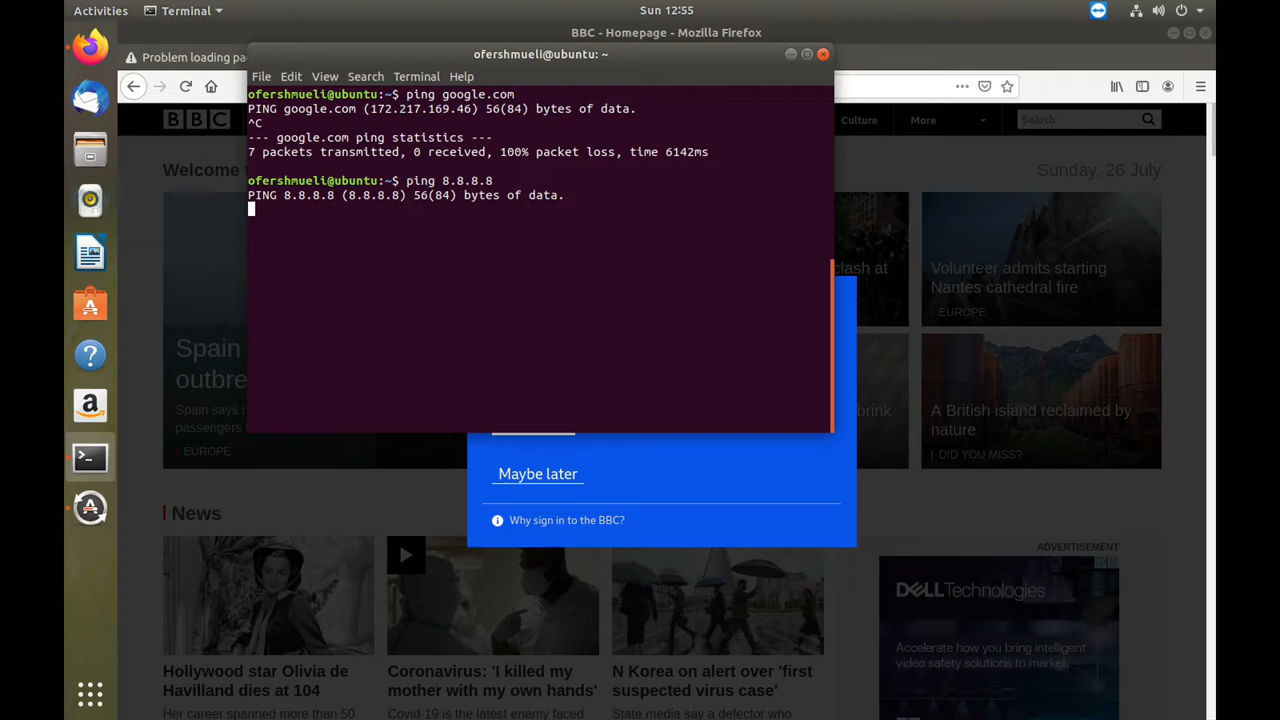 Activities
Terminal
Sun 12:55
BBC - Homepage - Mozilla Firefox
Problem loading pa
ofershmueli@ubuntu: ~
File Edit View Search Terminal Help
ofershmueli@ubuntu:~$ ping google.com
PING google.com (172.217.169.46) 56(84) bytes of data.
^C
--- google.com ping statistics ---
7 packets transmitted, 0 received, 100% packet loss, time 6142ms
ofershmueli@ubuntu:~$ ping 8.8.8.8
PING 8.8.8.8 (8.8.8.8) 56(84) bytes of data.
BBC
Culture
More
Search
Welcome
Sunday, 26 July
Spain
outbre
Spain says
passengers
EUROPE
clash at
Volunteer admits starting
Nantes cathedral fire
EUROPE
brink
A British island reclaimed by
nature
DID YOU MISS?
Maybe later
Why sign in to the BBC?
News
ADVERTISEMENT
DELLTechnologies
Accelerate how you bring intelligent
video safety solutions to market.
Hollywood star Olivia de
Havilland dies at 104
Her career spanned more than 50
Coronavirus: 'I killed my
mother with my own hands'
Covid-19 is the latest enemy faced
N Korea on alert over 'first
suspected virus case'
State media say a defector who